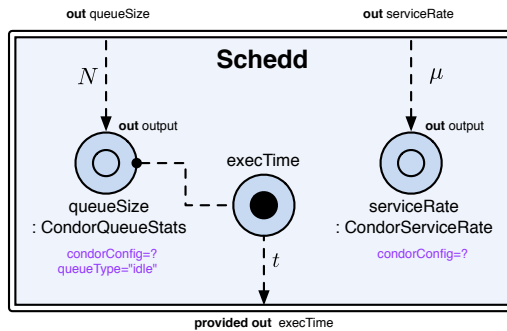 out queueSize
out serviceRate
Schedd
N
μ
out output
out output
execTime
queueSize
: CondorQueueStats
serviceRate
: CondorServiceRate
condorConfig=?
queueType="idle"
condorConfig=?
t
provided out execTime